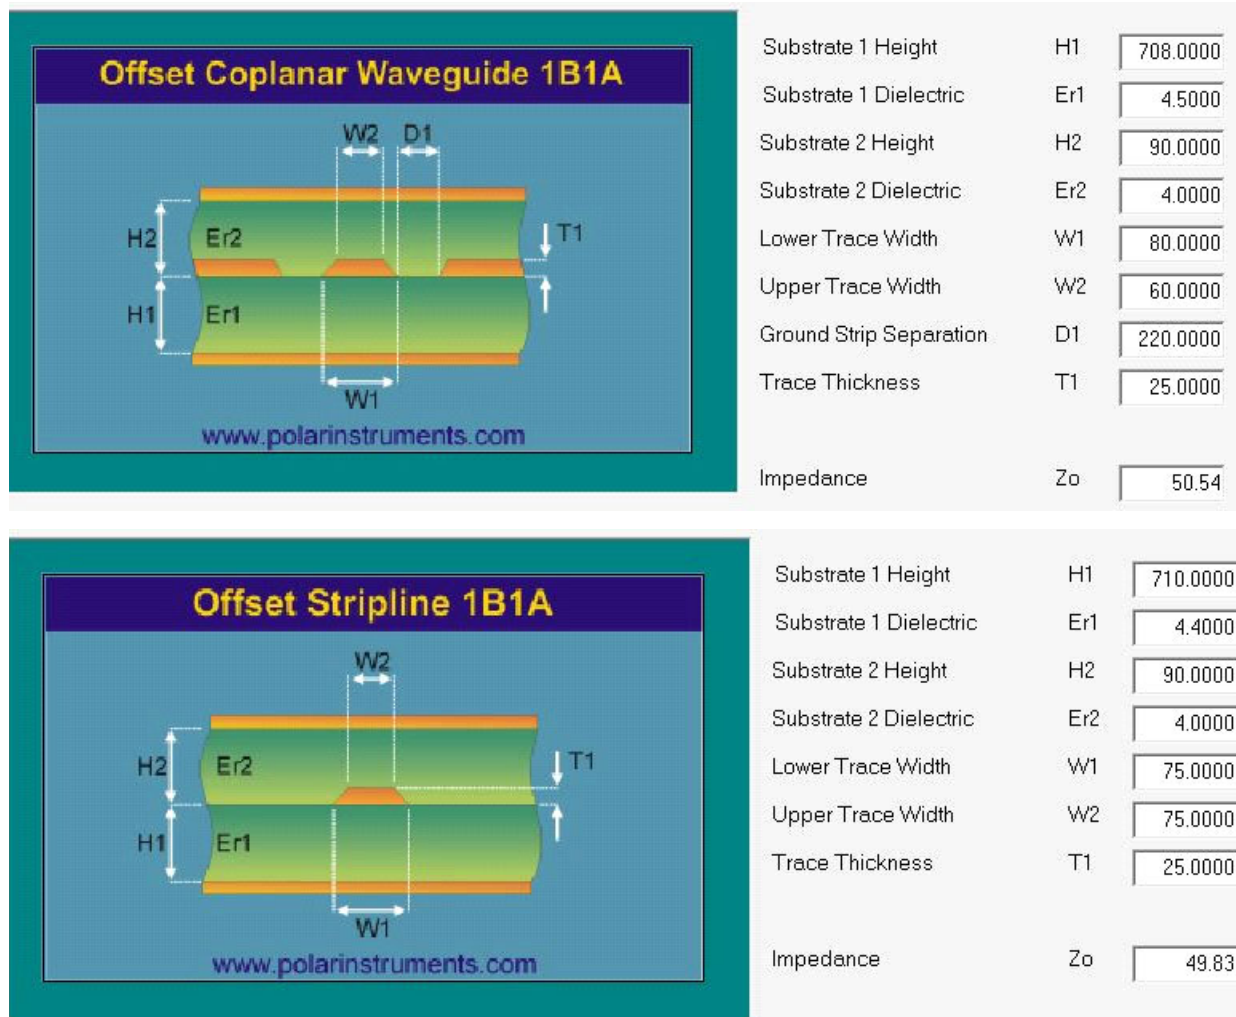 Offset Coplanar Waveguide 1B1A
W2 D1
H2 Er2 T1
H1 Er1
W1
www.polarinstruments.com
Substrate 1 Height H1 708.0000
Substrate 1 Dielectric Er1 4.5000
Substrate 2 Height H2 90.0000
Substrate 2 Dielectric Er2 4.0000
Lower Trace Width W1 80.0000
Upper Trace Width W2 60.0000
Ground Strip Separation D1 220.0000
Trace Thickness T1 25.0000
Impedance Zo 50.54
Offset Stripline 1B1A
W2
H2 Er2 T1
H1 Er1
W1
www.polarinstruments.com
Substrate 1 Height H1 710.0000
Substrate 1 Dielectric Er1 4.4000
Substrate 2 Height H2 90.0000
Substrate 2 Dielectric Er2 4.0000
Lower Trace Width W1 75.0000
Upper Trace Width W2 75.0000
Trace Thickness T1 25.0000
Impedance Zo 49.83